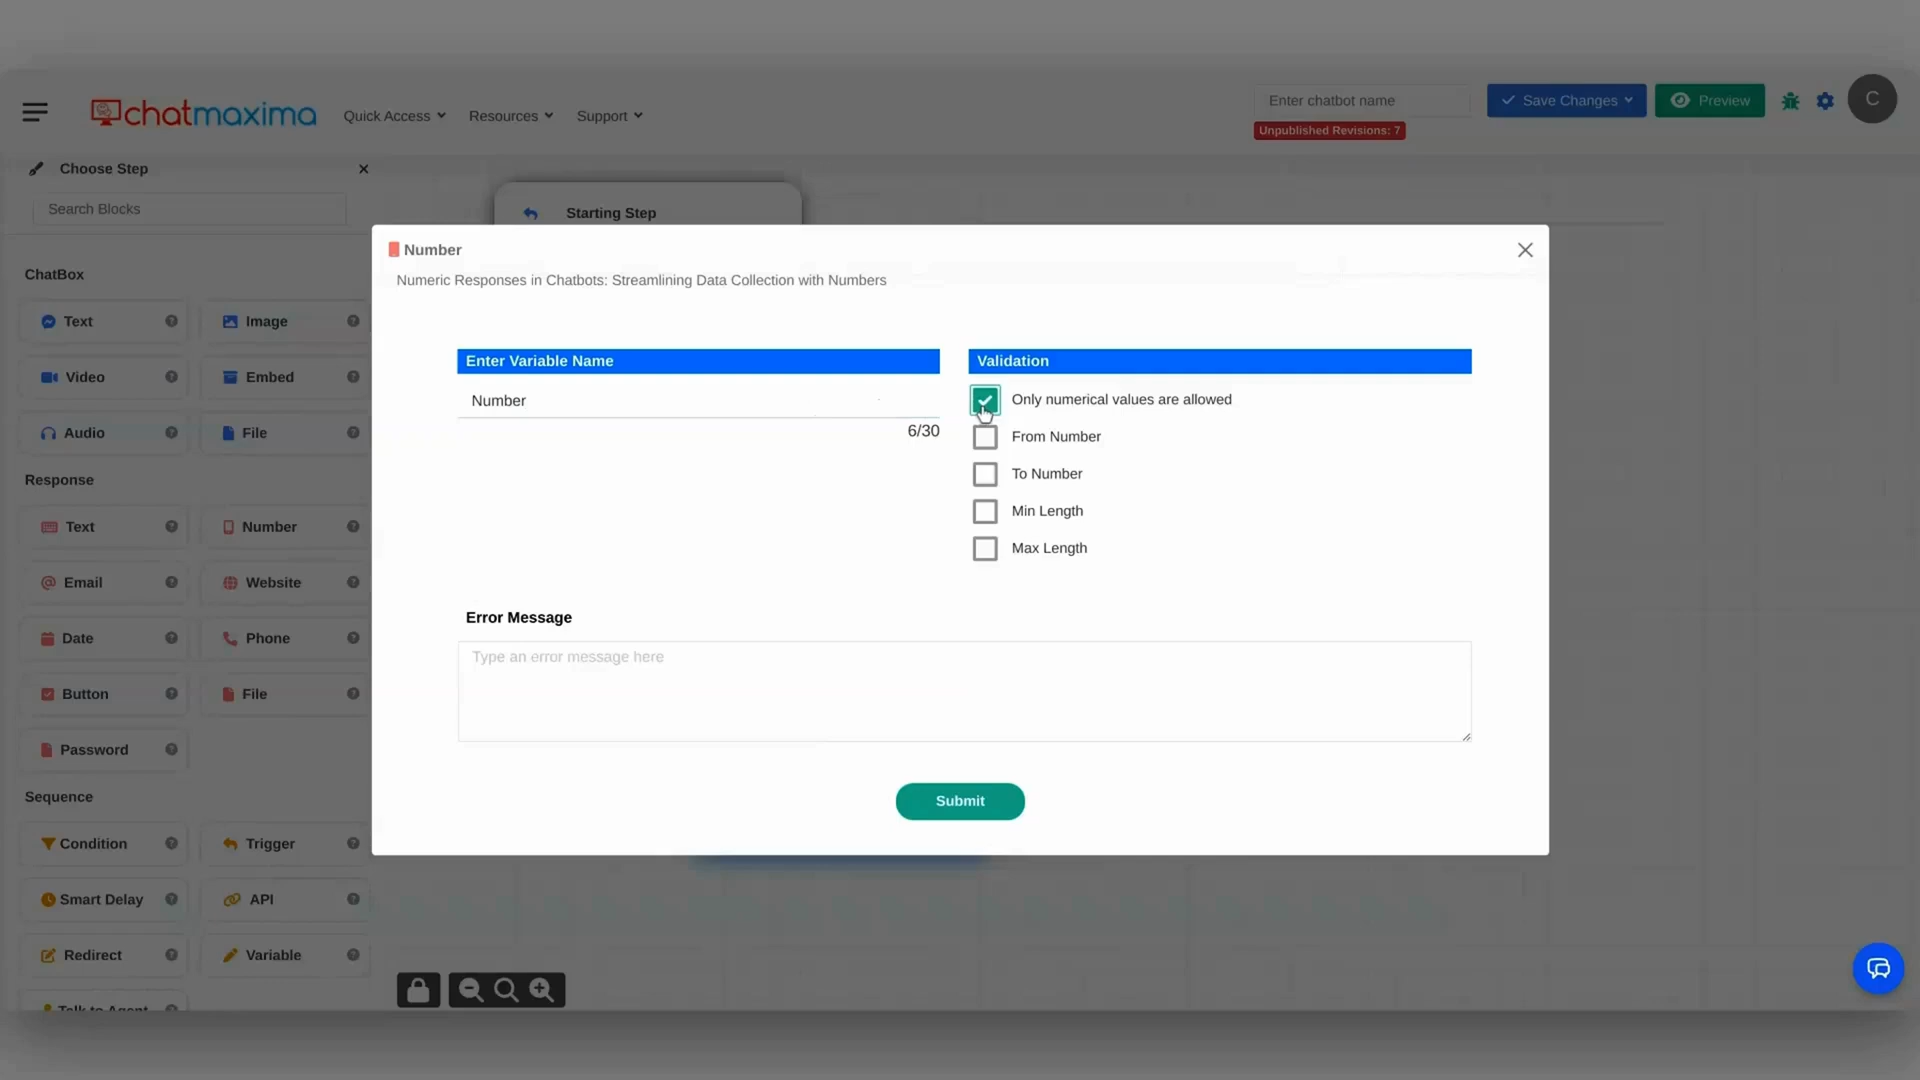 chatmaxima
Quick Access
Resources
Support
Enter chatbot name
Save Changes
Preview
C
Unpublished Revisions: 7
Choose Step
Search Blocks
Starting Step
Number
Numeric Responses in Chatbots: Streamlining Data Collection with Numbers
ChatBox
Text
Image
Video
Embed
Audio
File
Enter Variable Name
Number
6/30
Validation
Only numerical values are allowed
From Number
To Number
Min Length
Max Length
Response
Text
Number
Email
Website
Date
Phone
Button
File
Password
Error Message
Type an error message here
Submit
Sequence
Condition
Trigger
Smart Delay
API
Redirect
Variable
Talk to Agent